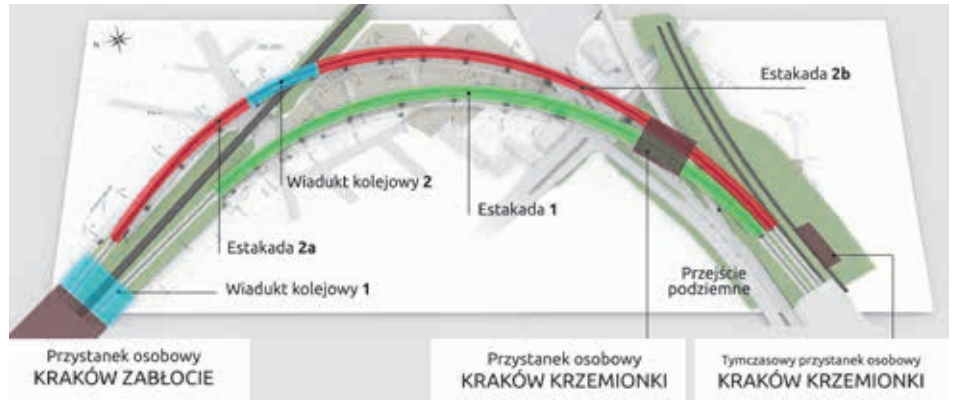 N
Estakada 2b
Wiadukt kolejowy 2
Estakada 1
Estakada 2a
Wiadukt kolejowy 1
Przejście
podziemne
Przystanek osobowy
KRAKÓW ZABŁOCIE
Przystanek osobowy
KRAKÓW KRZEMIONKI
Tymczasowy przystanek osobowy
KRAKÓW KRZEMIONKI